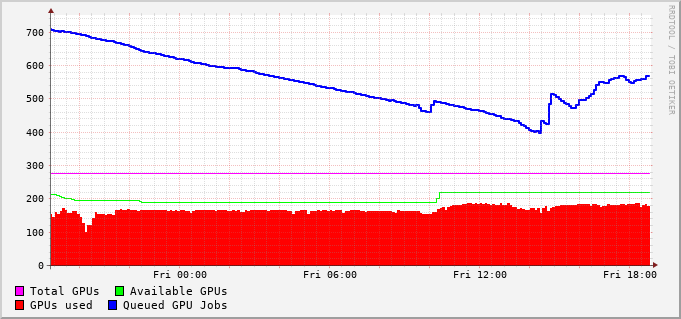 RRDTOOL / TOBI OETIKER
700
600
500
400
300
200
100
0
Fri 00:00 Fri 06:00 Fri 12:00 Fri 18:00
Total GPUs Available GPUs
GPUs used Queued GPU Jobs